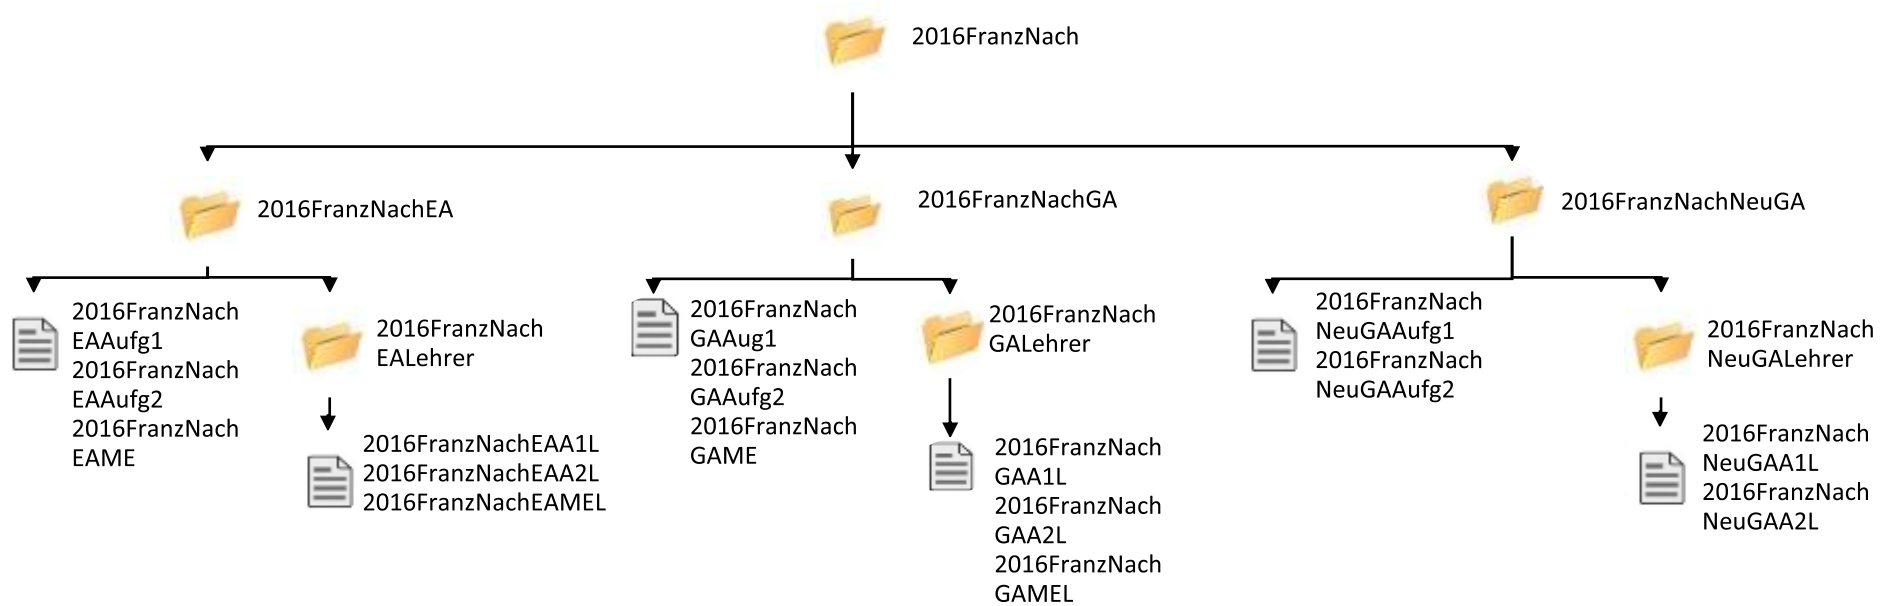 2016FranzNach
2016FranzNachEA
2016FranzNachGA
2016FranzNachNeuGA
2016FranzNach
EAAufg1
2016FranzNach
EAAufg2
2016FranzNach
EAME
2016FranzNach
EALehrer
2016FranzNachEAA1L
2016FranzNachEAA2L
2016FranzNachEAMEL
2016FranzNach
GAAug1
2016FranzNach
GAAufg2
2016FranzNach
GAME
2016FranzNach
GALehrer
2016FranzNach
GAA1L
2016FranzNach
GAA2L
2016FranzNach
GAMEL
2016FranzNach
NeuGAAufg1
2016FranzNach
NeuGAAufg2
2016FranzNach
NeuGALehrer
2016FranzNach
NeuGAA1L
2016FranzNach
NeuGAA2L